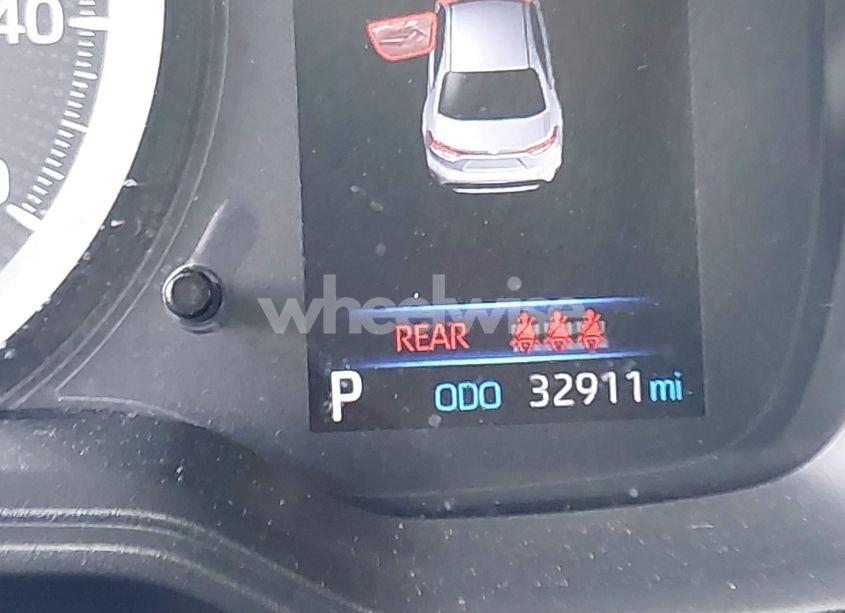 40
wheelwise
REAR
P ODO 32911 mi